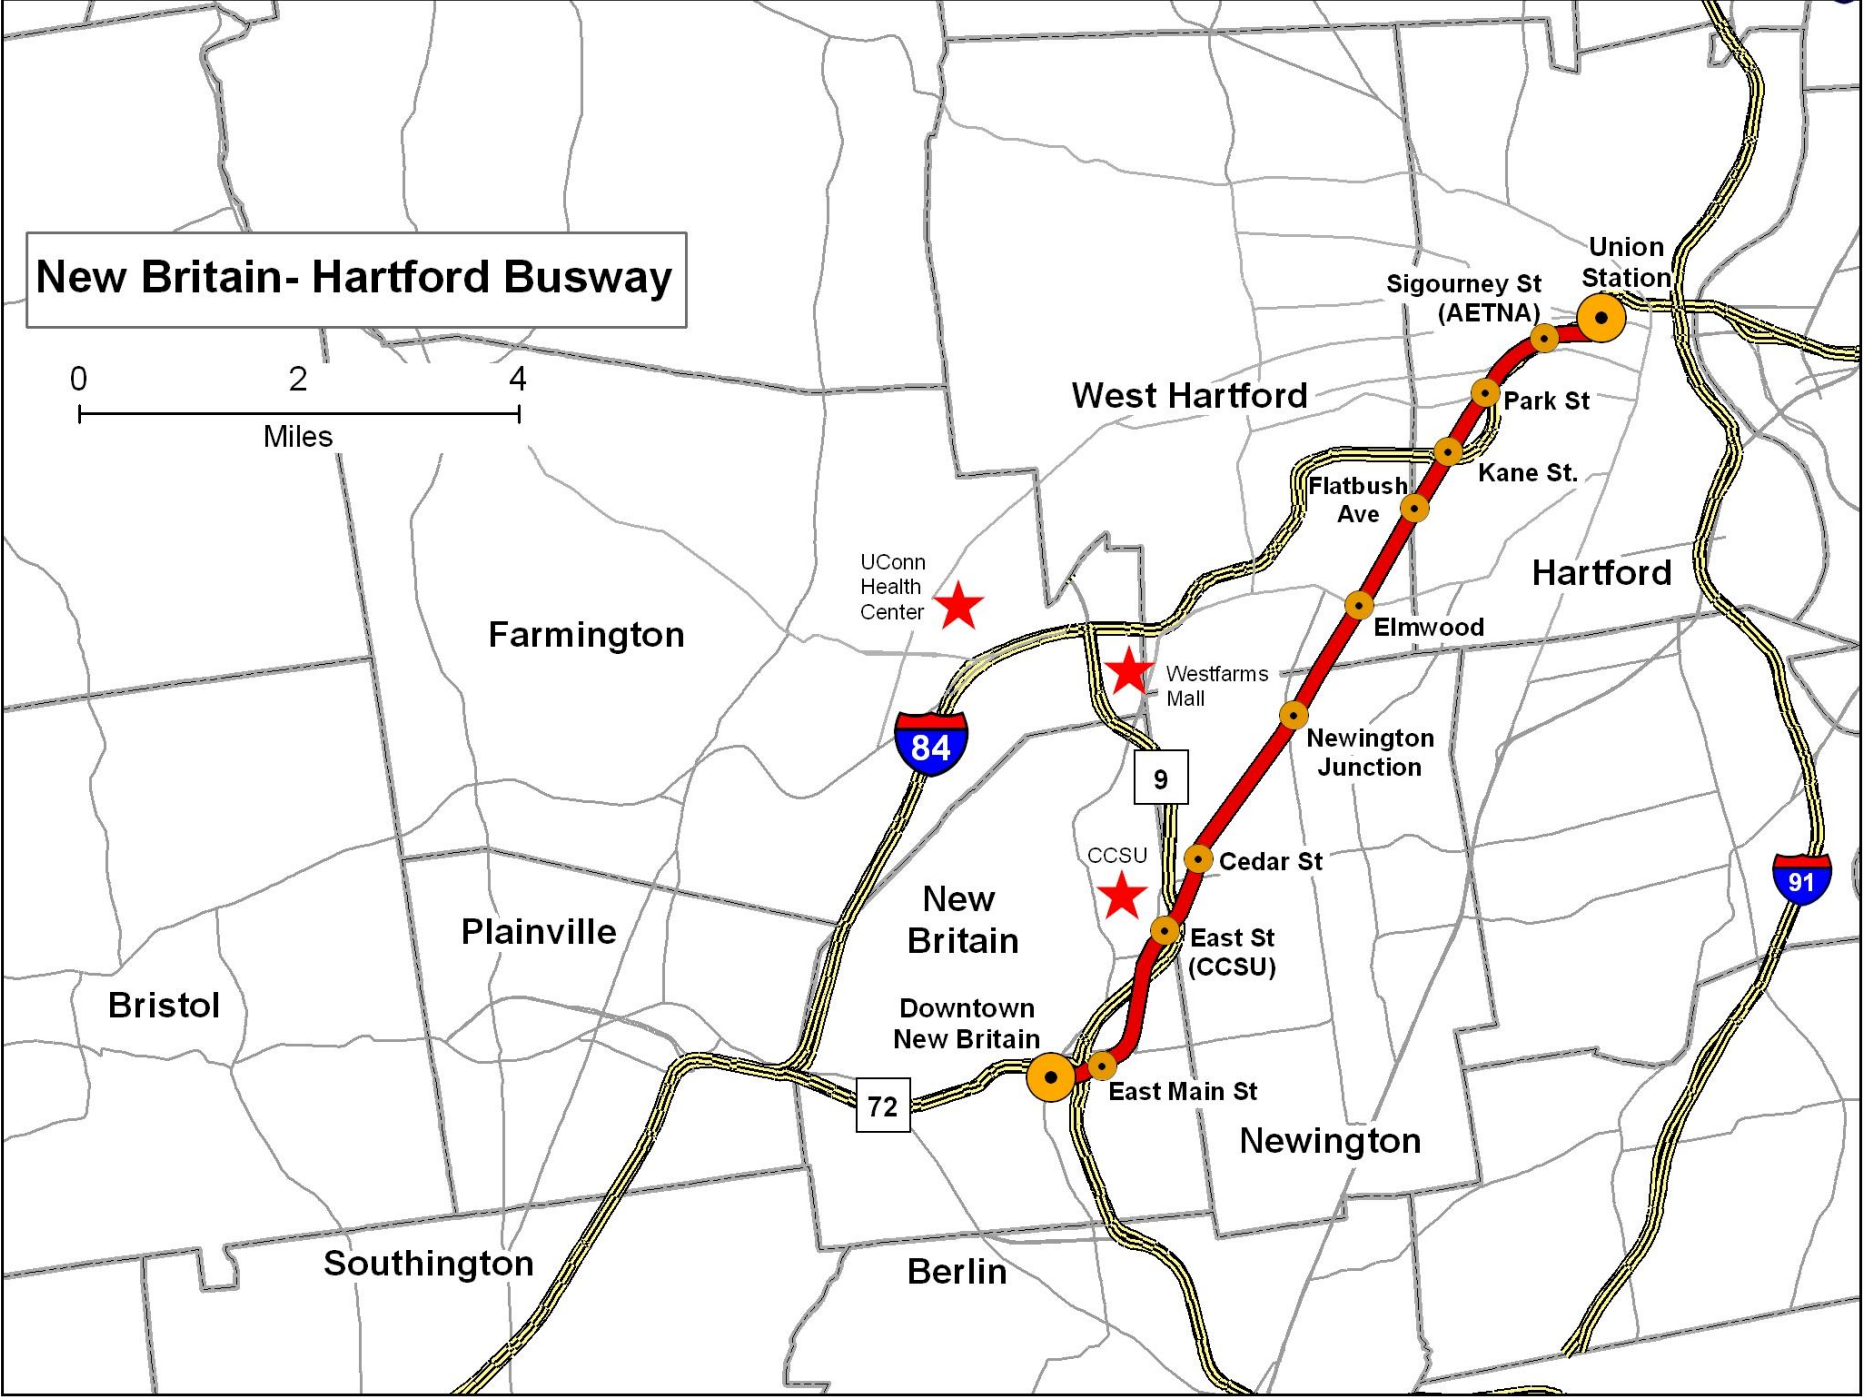 Union
Station
Sigourney St
(AETNA)
New Britain- Hartford Busway
0 2 4
Miles
West Hartford
Park St
Kane St.
Flatbush
Ave
Hartford
UConn
Health
Center
Farmington
Elmwood
Westfarms
Mall
84
Newington
Junction
9
CCSU
Cedar St
91
New
Britain
Plainville
East St
(CCSU)
Bristol
Downtown
New Britain
East Main St
72
Newington
Southington
Berlin